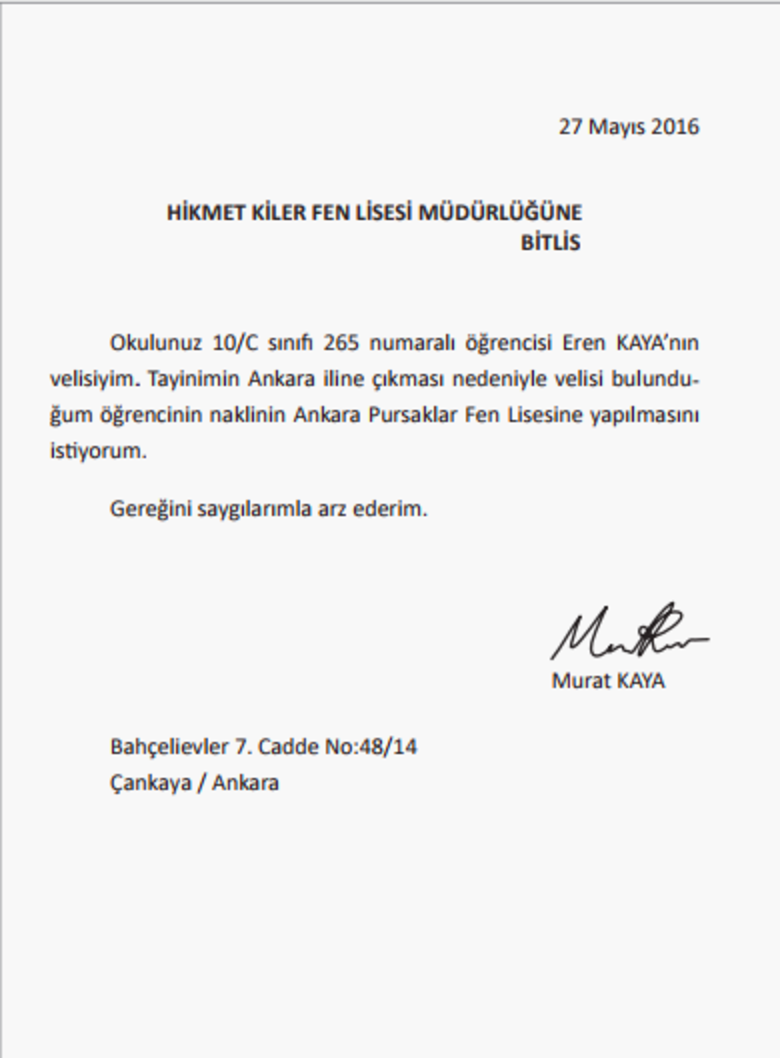 27 Mayıs 2016
HİKMET KİLER FEN LİSESİ MÜDÜRLÜĞÜNE
BİTLİS
Okulunuz 10/C sınıfı 265 numaralı öğrencisi Eren KAYA’nın
velisiyim. Tayinimin Ankara iline çıkması nedeniyle velisi bulundu-
ğum öğrencinin naklinin Ankara Pursaklar Fen Lisesine yapılmasını
istiyorum.
Gereğini saygılarımla arz ederim.
Murat KAYA
Bahçelievler 7. Cadde No:48/14
Çankaya / Ankara